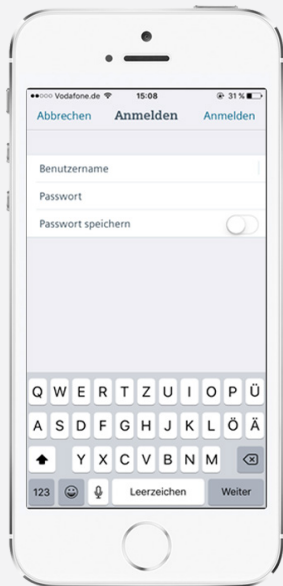 Vodafone.de 15:08 31 %
Abbrechen Anmelden Anmelden
Benutzername
Passwort
Passwort speichern
Q W E R T Z U I O P Ü
A S D F G H J K L Ö Ä
Y X C V B N M
123 Leerzeichen Weiter